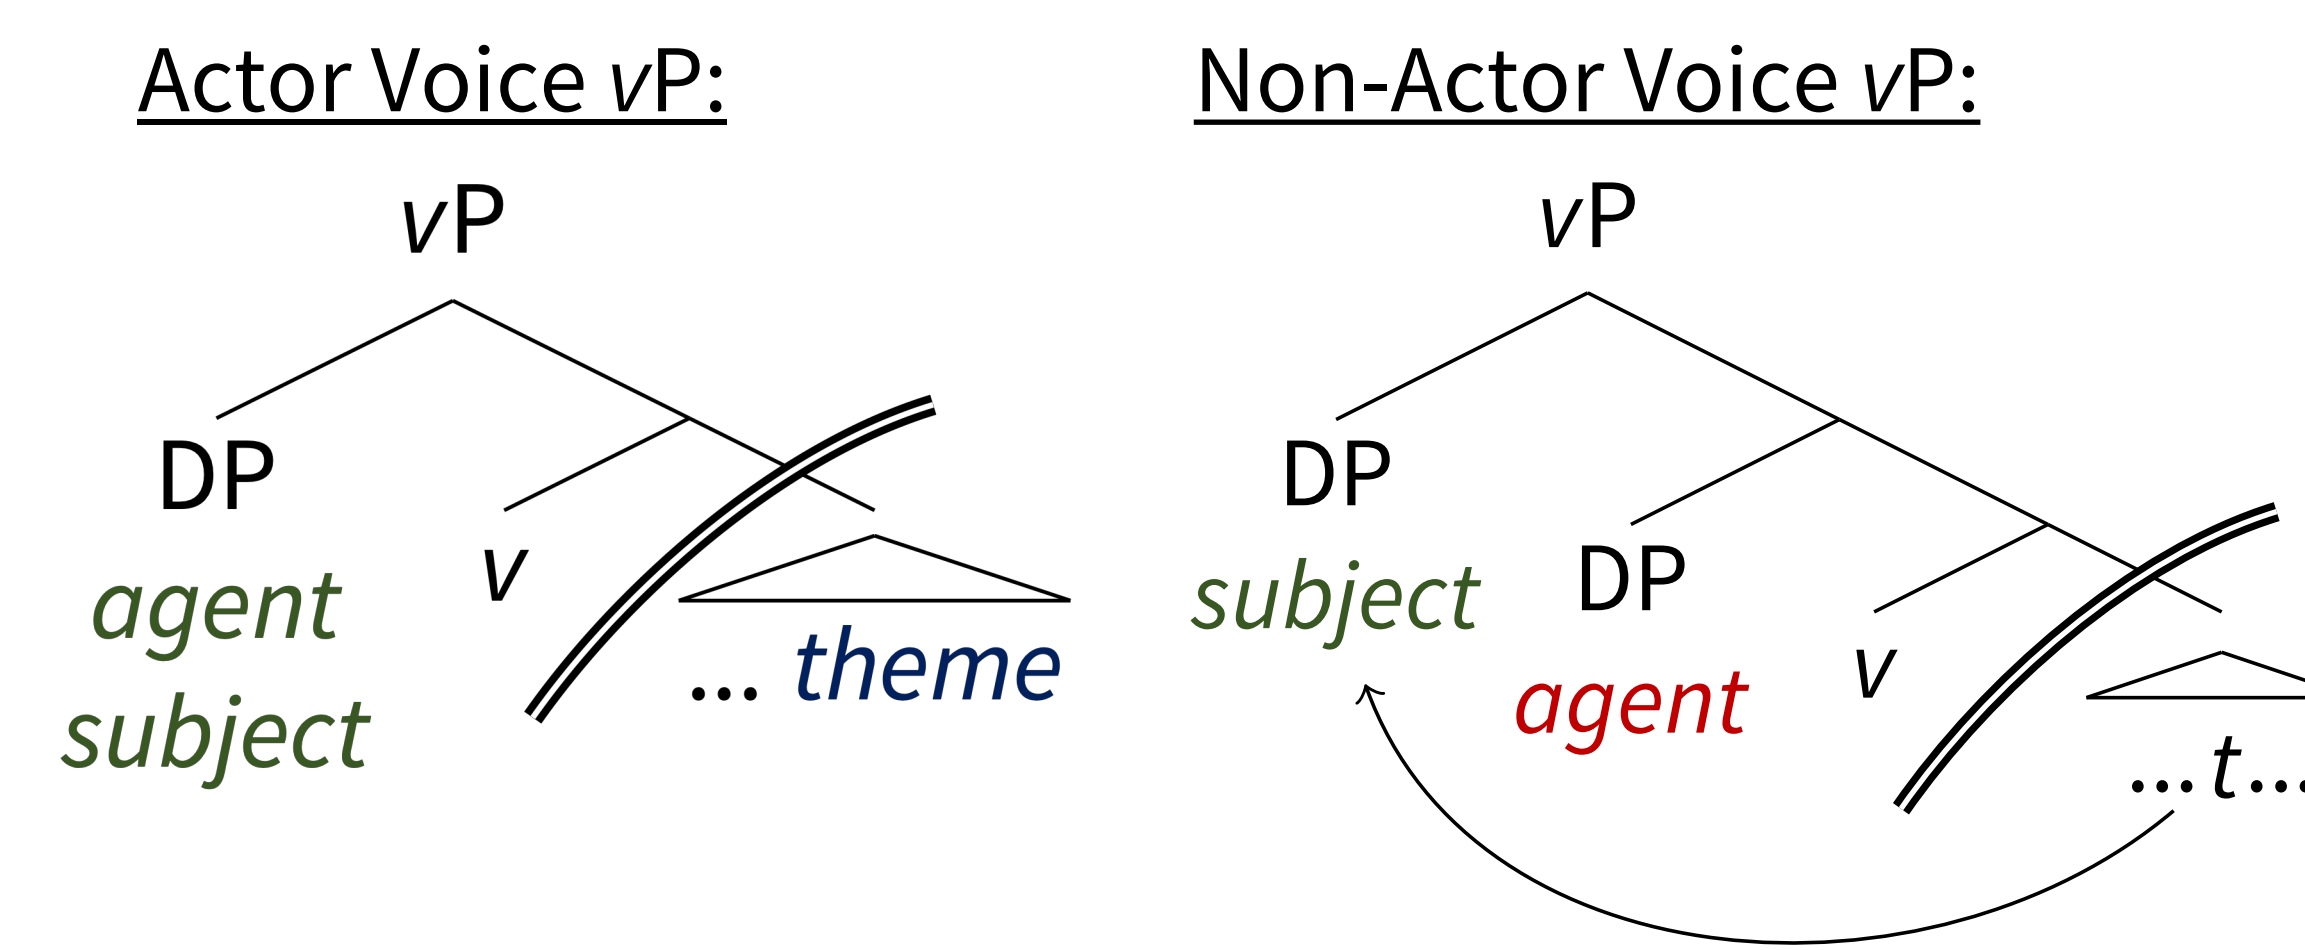 Actor Voice vP:
vP
DP
agent
subject
v
... theme
Non-Actor Voice vP:
vP
DP
subject
DP
agent
v
...t...